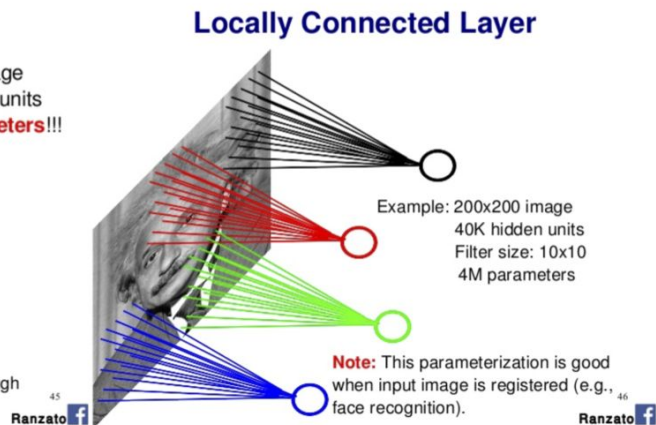 Locally Connected Layer
ge
units
eters!!!
Example: 200x200 image
40K hidden units
Filter size: 10x10
4M parameters
Note: This parameterization is good
when input image is registered (e.g.,
face recognition).
gh
45
46
Ranzato f
Ranzato f